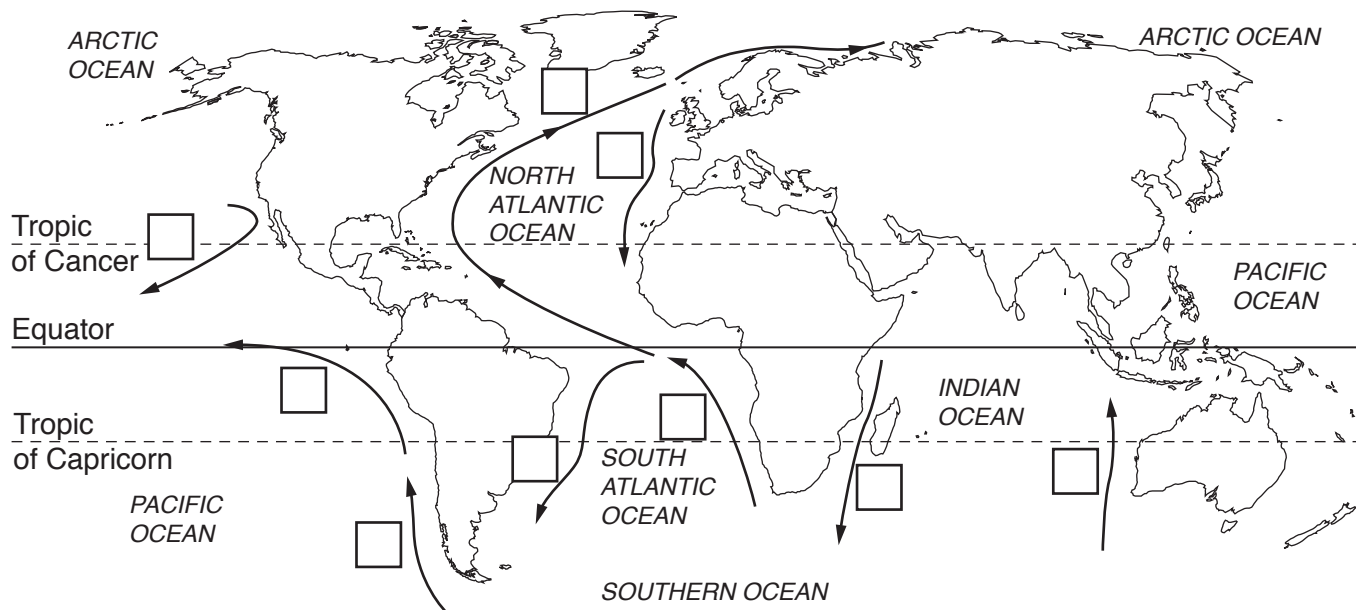 ARCTIC
OCEAN
ARCTIC OCEAN
NORTH
ATLANTIC
OCEAN
Tropic
of Cancer
PACIFIC
OCEAN
Equator
INDIAN
OCEAN
Tropic
of Capricorn
SOUTH
ATLANTIC
OCEAN
PACIFIC
OCEAN
SOUTHERN OCEAN